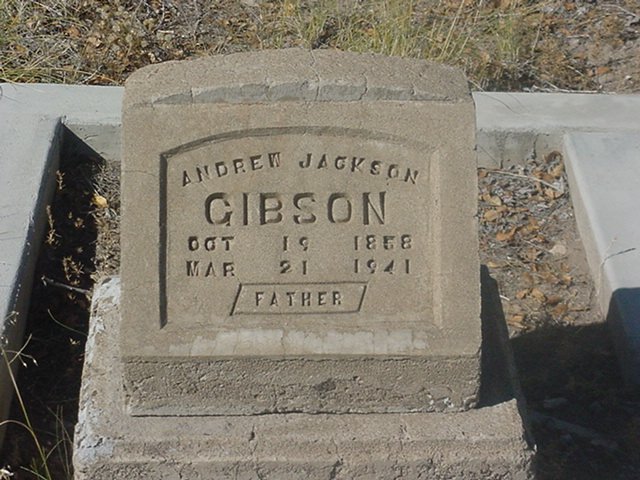 ANDREW JACKSON
GIBSON
OCT 19 1858
MAR 21 1941
FATHER